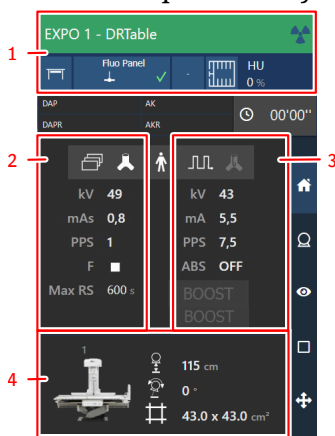 EXPO 1 - DRTable
1
Fluo Panel
HU
0 %
DAP
AK
00'00''
DAPR
AKR
2
3
kV 49
kV 43
mAs 0,8
mA 5,5
PPS 1
PPS 7,5
F
ABS OFF
Max RS 600 s
BOOST
BOOST
4
1
115 cm
0 °
43.0 x 43.0 cm²